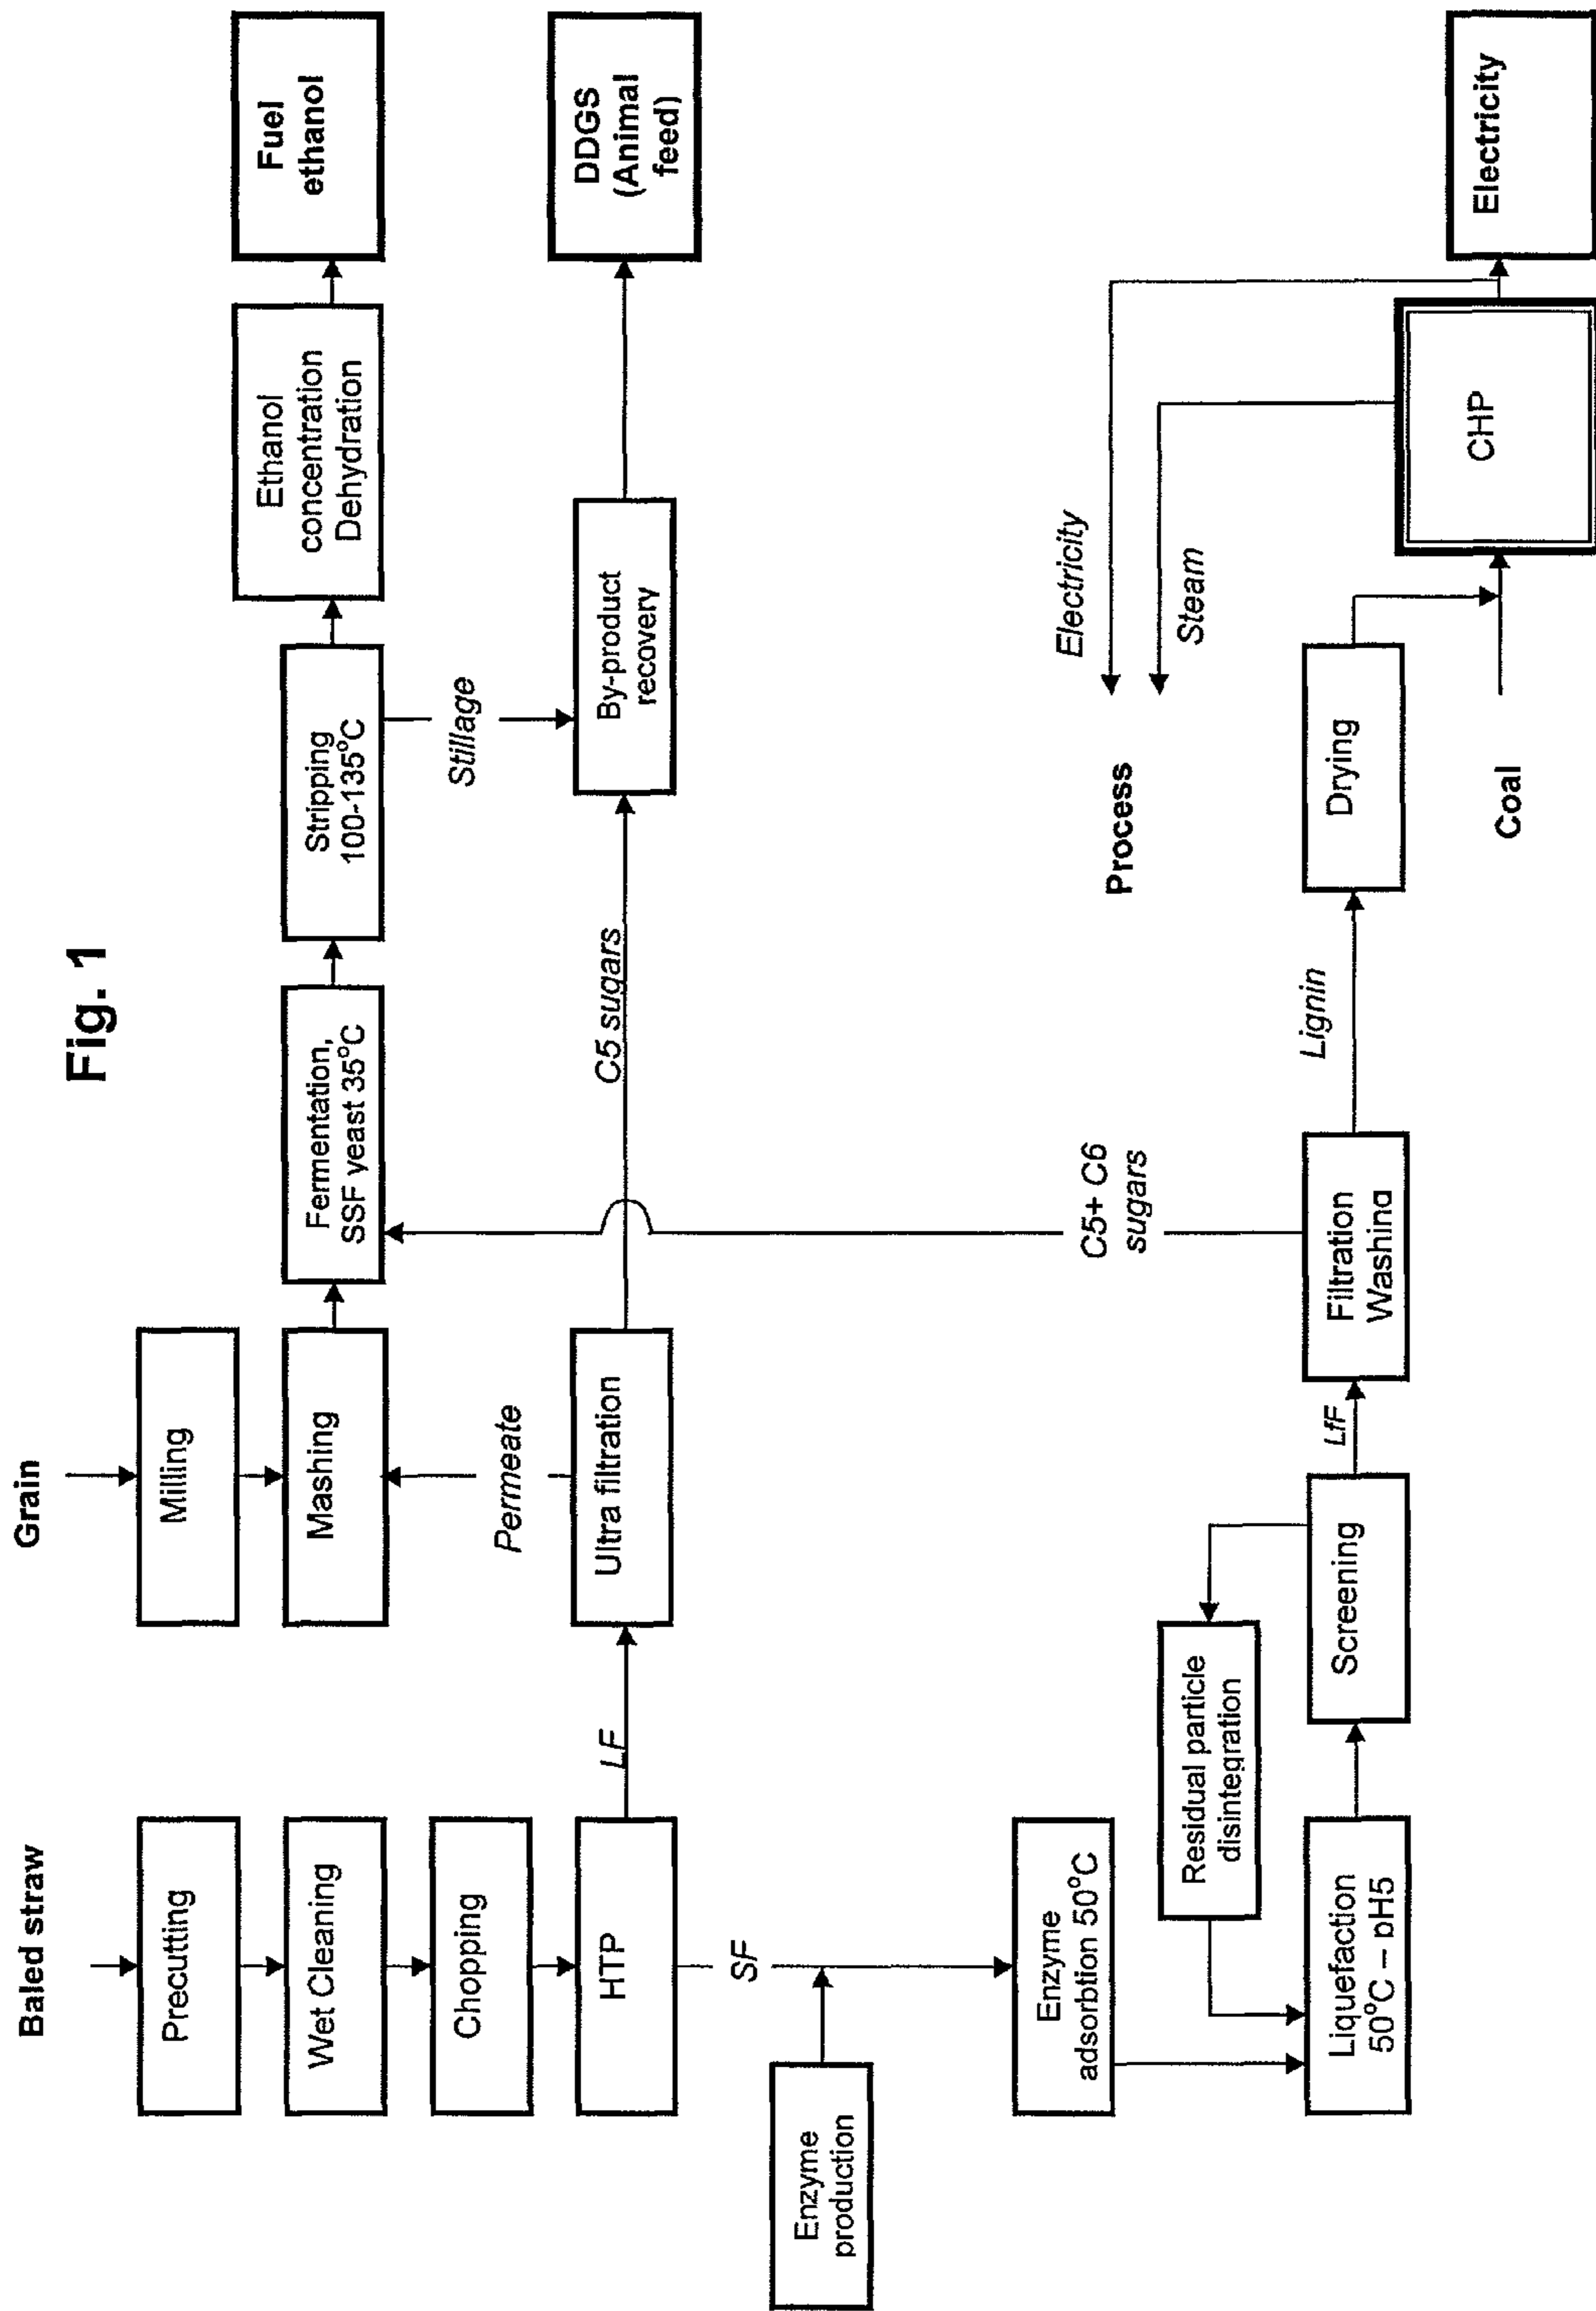 Fig. 1
Baled straw
Grain
Precutting
Wet Cleaning
Chopping
HTP
LF
SF
Enzyme
production
Milling
Mashing
Permeate
Ultra filtration
Fermentation,
SSF yeast 35°C
Stripping
100-135°C
Ethanol
concentration
Dehydration
Fuel
ethanol
Stillage
C5 sugars
By-product
recovery
DDGS
(Animal
feed)
Enzyme
adsorbtion 50°C
Residual particle
disintegration
Liquefaction
50°C – pH5
Screening
LfF
Filtration
Washing
C5+ C6
sugars
Lignin
Drying
Process
Electricity
Steam
Coal
CHP
Electricity